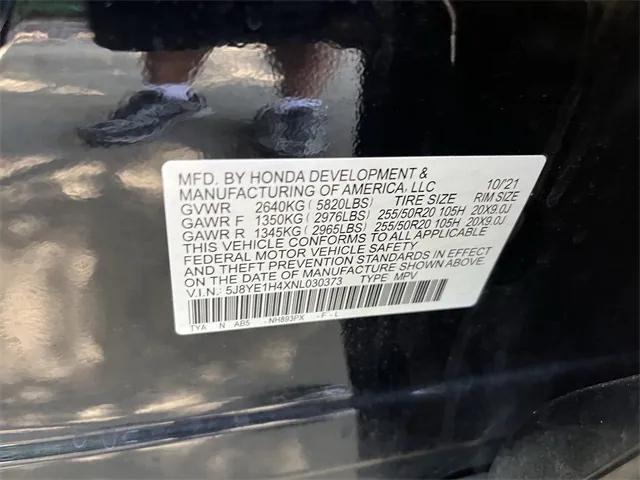 MFD. BY HONDA DEVELOPMENT &
MANUFACTURING OF AMERICA, LLC 10/21
GVWR 2640KG (5820LBS) TIRE SIZE RIM SIZE
GAWR F 1350KG (2976LBS) 255/50R20 105H 20X9.0J
GAWR R 1345KG (2965LBS) 255/50R20 105H 20X9.0J
THIS VEHICLE CONFORMS TO ALL APPLICABLE
FEDERAL MOTOR VEHICLE SAFETY
AND THEFT PREVENTION STANDARDS IN EFFECT
ON THE DATE OF MANUFACTURE SHOWN ABOVE.
V.I.N.: 5J8YE1H4XNL030373 TYPE: MPV
TYA N AB5 -NH893PX -F-L